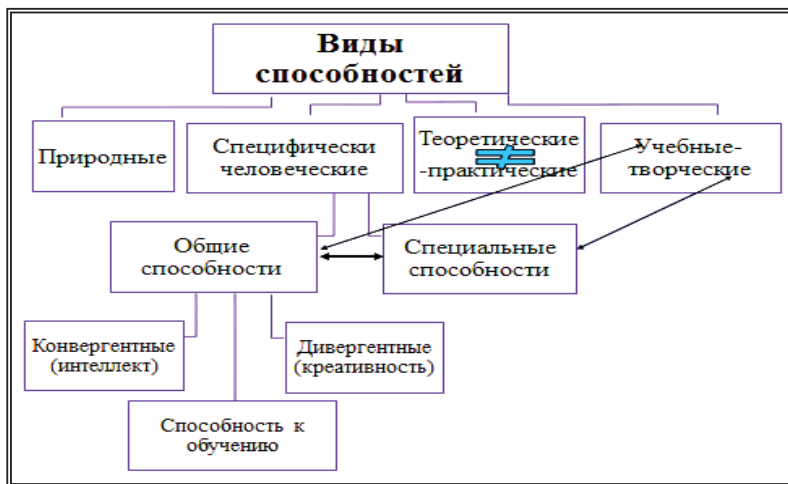 Виды
способностей
Природные
Специфически
человеческие
Теоретические
-практические
Учебные-
творческие
Общие
способности
Специальные
способности
Конвергентные
(интеллект)
Дивергентные
(креативность)
Способность к
обучению